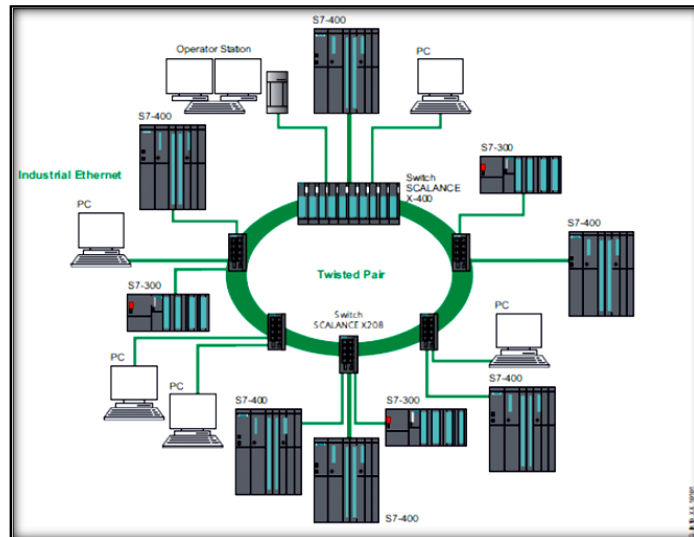 S7-400
Operator Station
PC
S7-400
S7-300
Industrial Ethernet
Switch
SCALANCE
X-400
PC
S7-400
Twisted Pair
S7-300
Switch
SCALANCE X208
PC
PC
PC
S7-400
S7-300
S7-400
S7-400